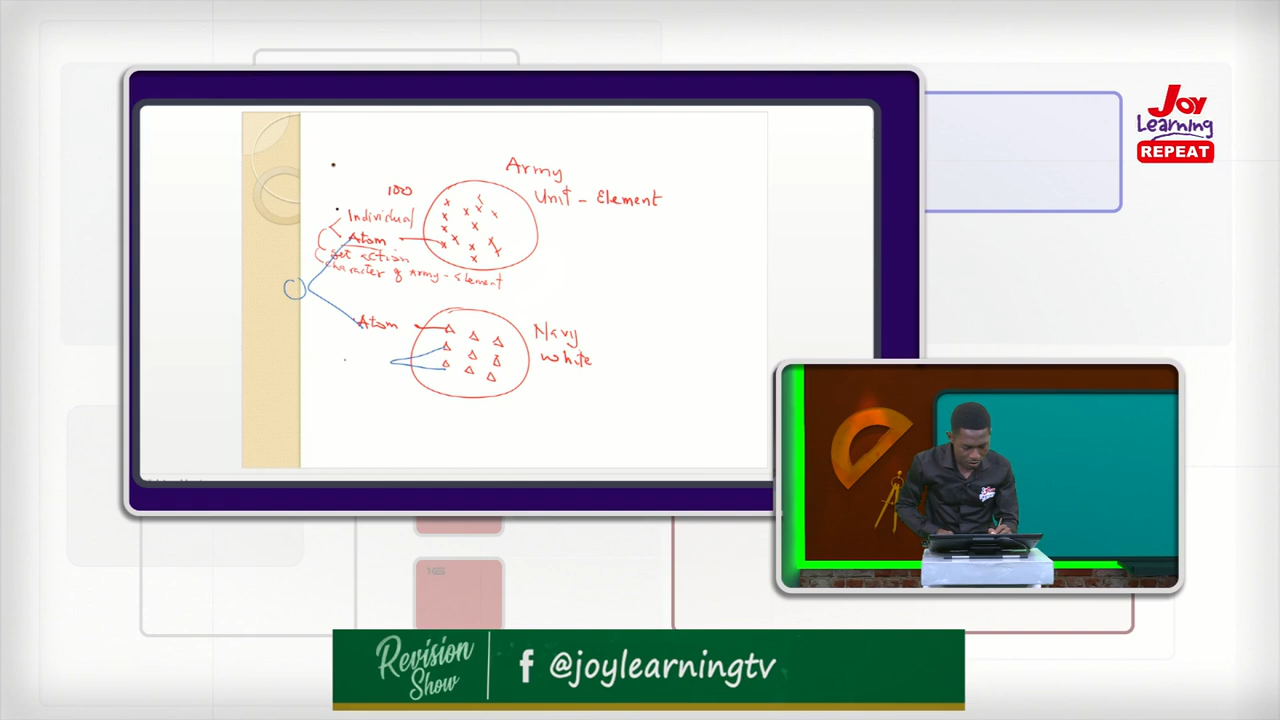 Joy
Learning
REPEAT
Army
100
Unit - Element
Individual
Atom
Get action
Character of Army - Element
Atom
Navy
White
Revision
Show
f @joylearningtv